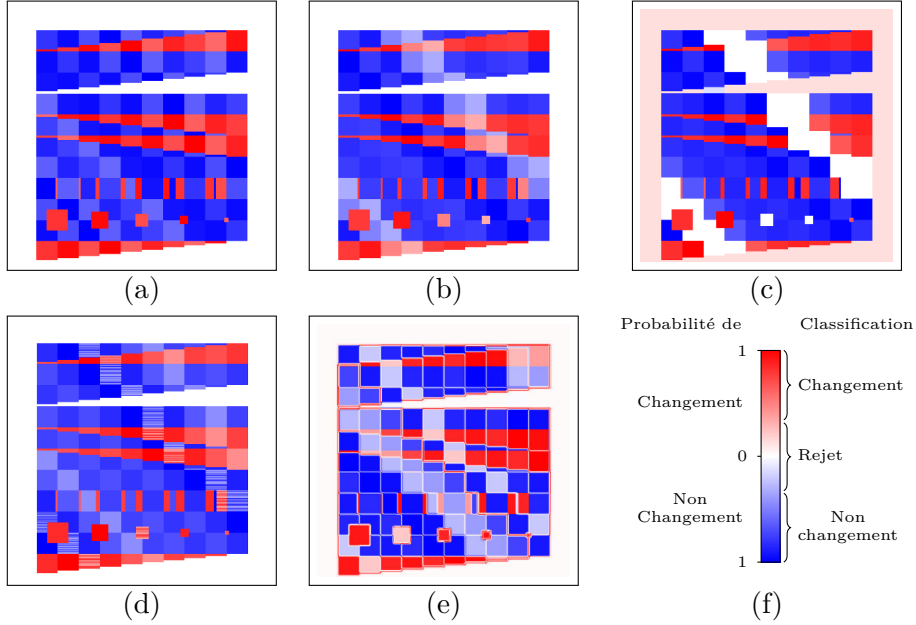 (a)
(b)
(c)
Probabilité de
Classification
1
Changement
Changement
0
Rejet
Non
Changement
Non
changement
1
(d)
(e)
(f)